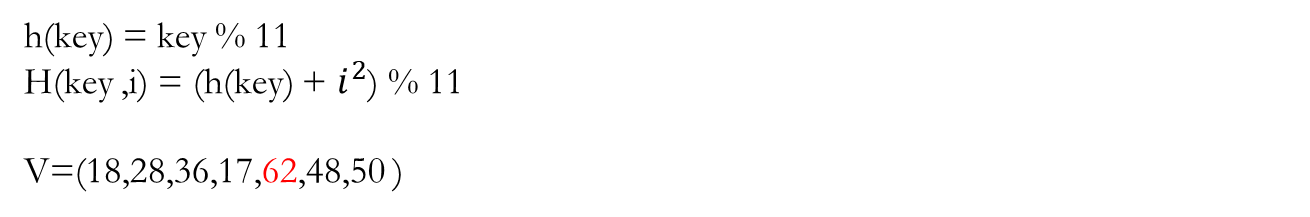 h(key) = key % 11
H(key ,i) = (h(key) + i²) % 11
V=(18,28,36,17,62,48,50 )